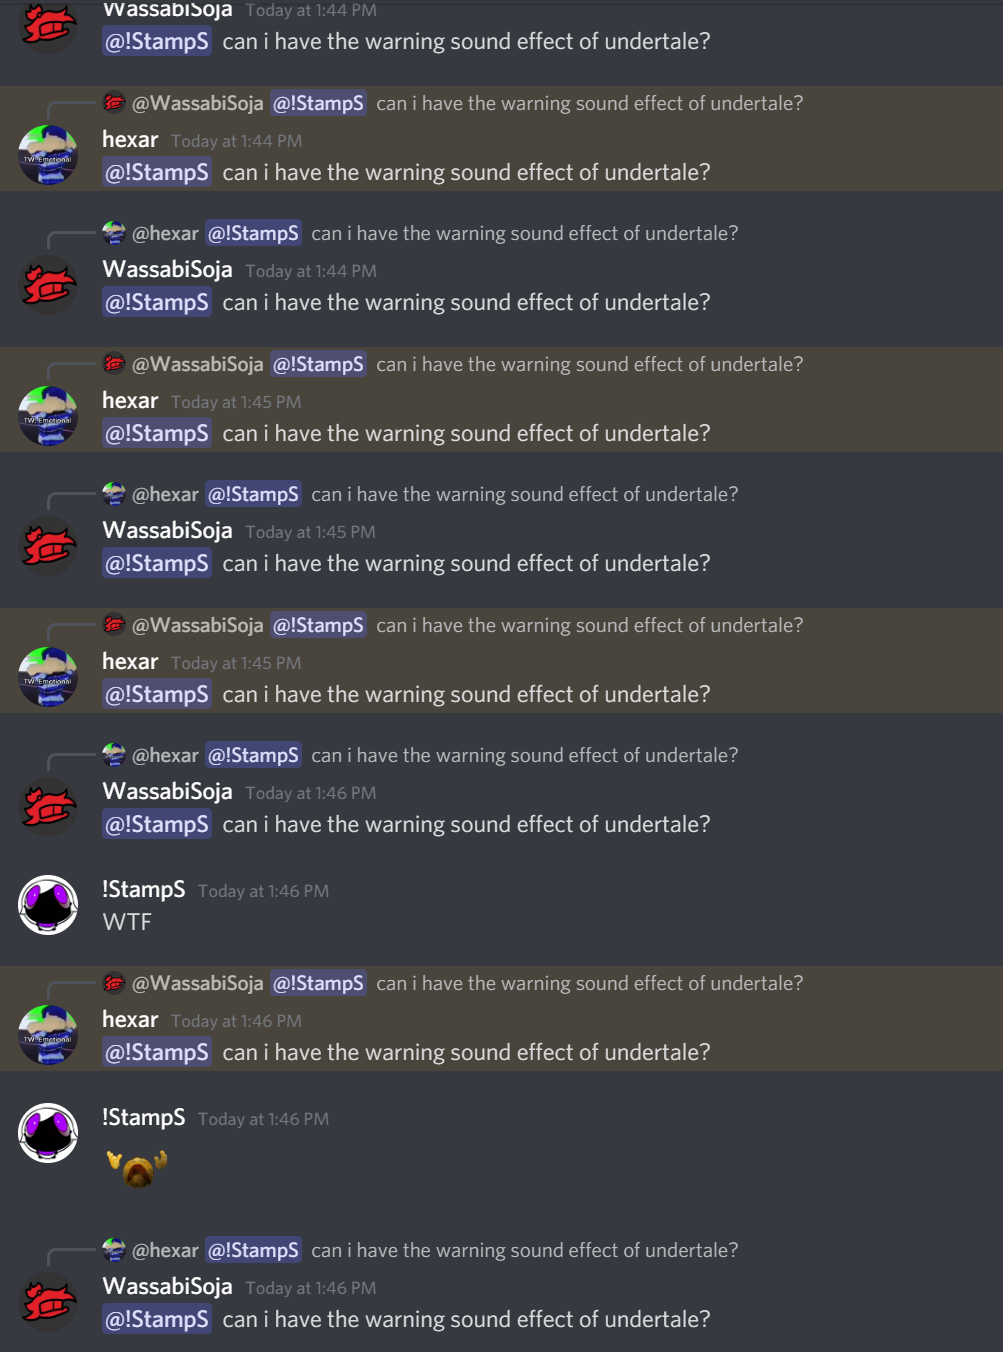 WassabiSoja Today at 1:44 PM
@!StampS can i have the warning sound effect of undertale?
@WassabiSoja @!StampS can i have the warning sound effect of undertale?
hexar Today at 1:44 PM
TW: Emotional
@!StampS can i have the warning sound effect of undertale?
@hexar @!StampS can i have the warning sound effect of undertale?
WassabiSoja Today at 1:44 PM
@!StampS can i have the warning sound effect of undertale?
@WassabiSoja @!StampS can i have the warning sound effect of undertale?
hexar Today at 1:45 PM
TW: Emotional
@!StampS can i have the warning sound effect of undertale?
@hexar @!StampS can i have the warning sound effect of undertale?
WassabiSoja Today at 1:45 PM
@!StampS can i have the warning sound effect of undertale?
@WassabiSoja @!StampS can i have the warning sound effect of undertale?
hexar Today at 1:45 PM
TW: Emotional
@!StampS can i have the warning sound effect of undertale?
@hexar @!StampS can i have the warning sound effect of undertale?
WassabiSoja Today at 1:46 PM
@!StampS can i have the warning sound effect of undertale?
!StampS Today at 1:46 PM
WTF
@WassabiSoja @!StampS can i have the warning sound effect of undertale?
hexar Today at 1:46 PM
TW: Emotional
@!StampS can i have the warning sound effect of undertale?
!StampS Today at 1:46 PM
@hexar @!StampS can i have the warning sound effect of undertale?
WassabiSoja Today at 1:46 PM
@!StampS can i have the warning sound effect of undertale?